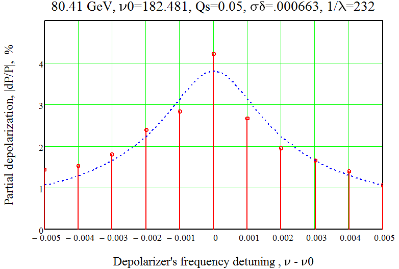 80.41 GeV, ν0=182.481, Qs=0.05, σδ=.000663, 1/λ=232
Partial depolarization, |dP/P|, %
4
3
2
1
0
−0.005 −0.004 −0.003 −0.002 −0.001 0 0.001 0.002 0.003 0.004 0.005
Depolarizer's frequency detuning , ν - ν0